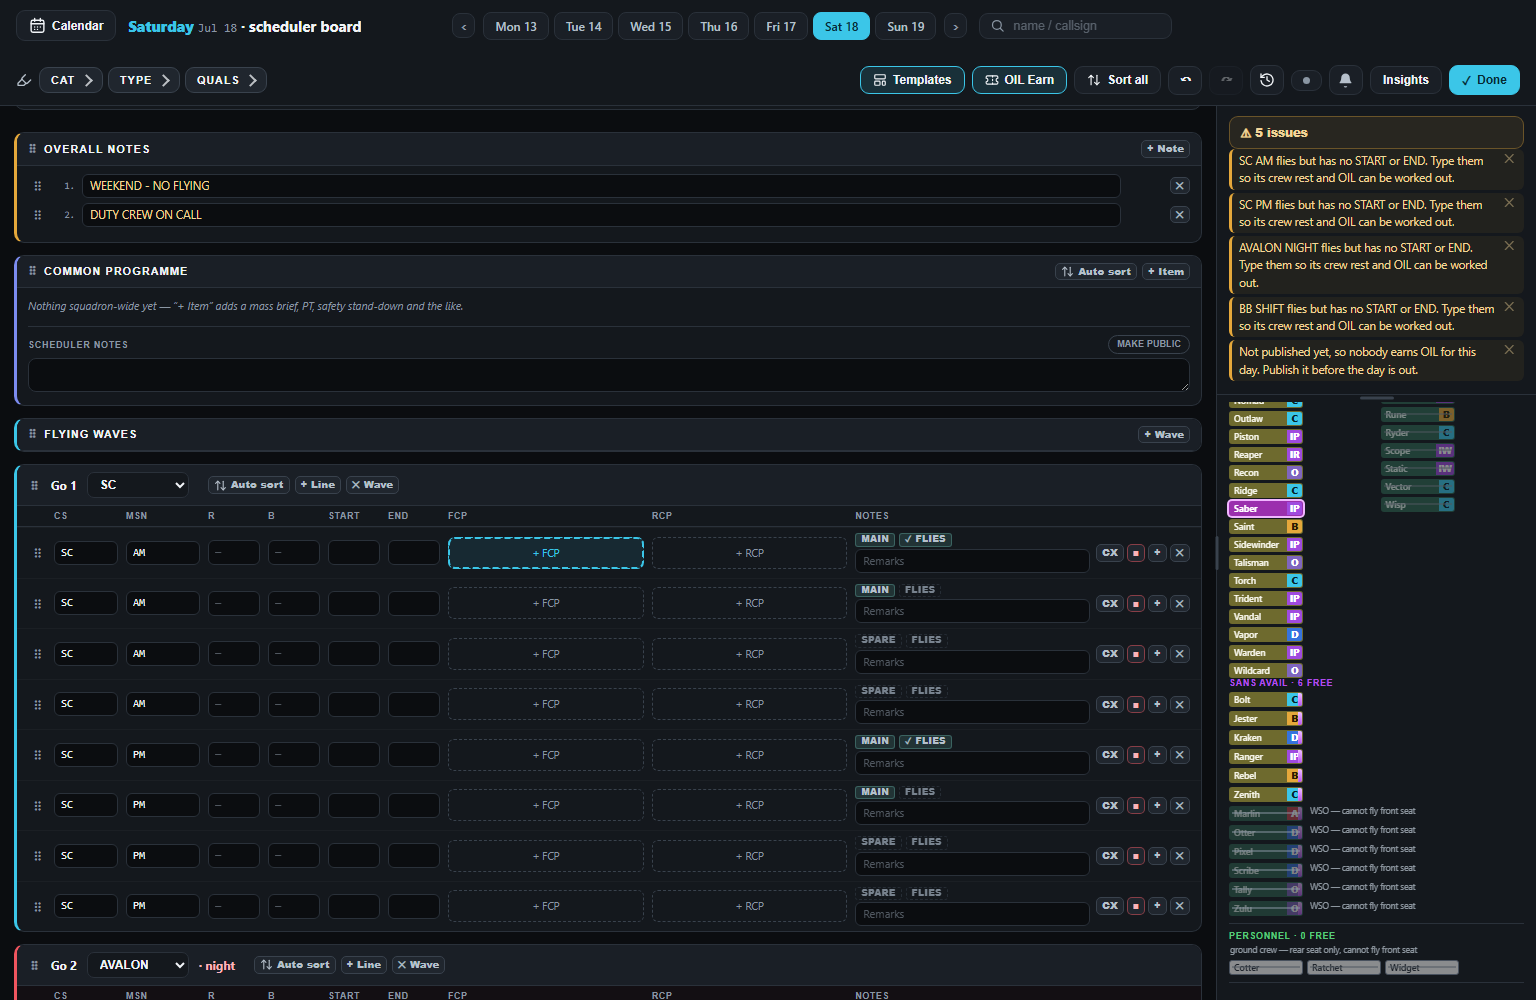 Calendar
Saturday Jul 18 · scheduler board
‹ Mon 13 Tue 14 Wed 15 Thu 16 Fri 17 Sat 18 Sun 19 ›
name / callsign
CAT TYPE QUALS
Templates OIL Earn Sort all Insights ✓ Done
OVERALL NOTES + Note
1. WEEKEND - NO FLYING ✕
2. DUTY CREW ON CALL ✕
COMMON PROGRAMME Auto sort + Item
Nothing squadron-wide yet — "+ Item" adds a mass brief, PT, safety stand-down and the like.
SCHEDULER NOTES MAKE PUBLIC
FLYING WAVES + Wave
Go 1 SC Auto sort + Line ✕ Wave
CS MSN R B START END FCP RCP NOTES
MAIN ✓ FLIES
SC AM – – + FCP + RCP Remarks CX ■ + ✕
MAIN FLIES
SC AM – – + FCP + RCP Remarks CX ■ + ✕
SPARE FLIES
SC AM – – + FCP + RCP Remarks CX ■ + ✕
SPARE FLIES
SC AM – – + FCP + RCP Remarks CX ■ + ✕
MAIN ✓ FLIES
SC PM – – + FCP + RCP Remarks CX ■ + ✕
MAIN FLIES
SC PM – – + FCP + RCP Remarks CX ■ + ✕
SPARE FLIES
SC PM – – + FCP + RCP Remarks CX ■ + ✕
SPARE FLIES
SC PM – – + FCP + RCP Remarks CX ■ + ✕
Go 2 AVALON · night Auto sort + Line ✕ Wave
CS MSN R B START END FCP RCP NOTES
⚠ 5 issues
SC AM flies but has no START or END. Type them
so its crew rest and OIL can be worked out.
SC PM flies but has no START or END. Type them
so its crew rest and OIL can be worked out.
AVALON NIGHT flies but has no START or END.
Type them so its crew rest and OIL can be worked
out.
BB SHIFT flies but has no START or END. Type them
so its crew rest and OIL can be worked out.
Not published yet, so nobody earns OIL for this
day. Publish it before the day is out.
Outlaw C
Piston IP
Reaper IR
Recon O
Ridge C
Saber IP
Saint B
Sidewinder IP
Talisman O
Torch C
Trident IP
Vandal IP
Vapor D
Warden IP
Wildcard O
Rune B
Ryder C
Scope IW
Static IW
Vector C
Wisp C
SANS AVAIL · 6 FREE
Bolt C
Jester B
Kraken D
Ranger IP
Rebel B
Zenith C
Marlin A WSO — cannot fly front seat
Otter D WSO — cannot fly front seat
Pixel D WSO — cannot fly front seat
Scribe D WSO — cannot fly front seat
Tally O WSO — cannot fly front seat
Zulu O WSO — cannot fly front seat
PERSONNEL · 0 FREE
ground crew — rear seat only, cannot fly front seat
Cotter Ratchet Widget